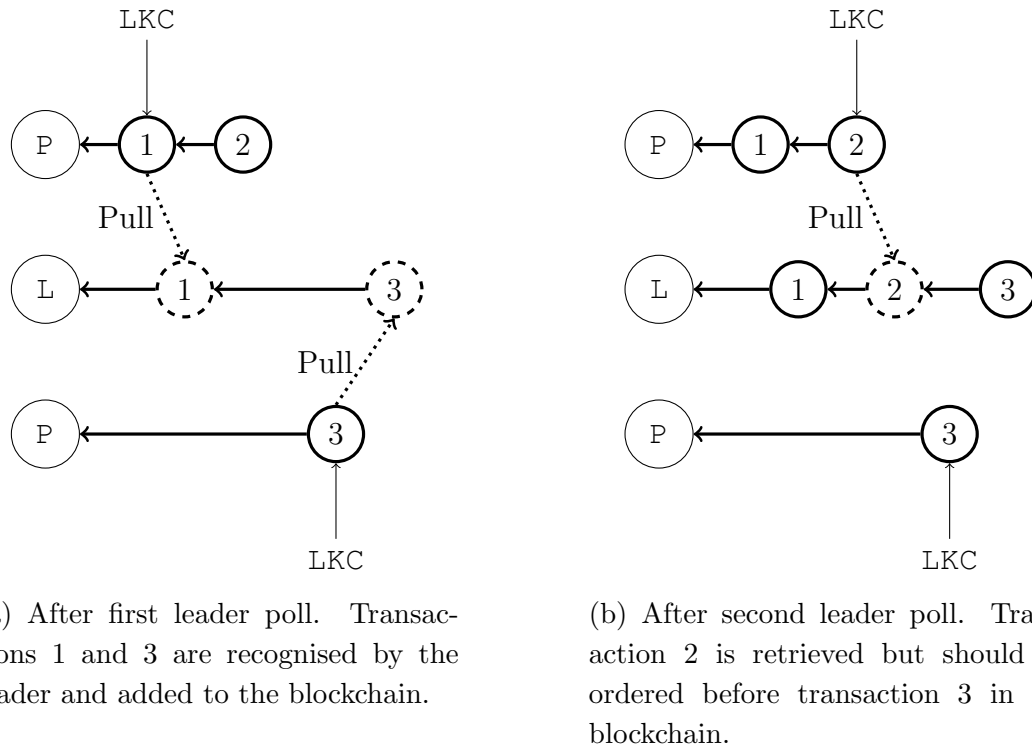 LKC
P 1 2
Pull
L 1 3
Pull
P 3
LKC
) After first leader poll. Transac-
ons 1 and 3 are recognised by the
ader and added to the blockchain.
LKC
P 1 2
Pull
L 1 2 3
P 3
LKC
(b) After second leader poll. Tra
action 2 is retrieved but should
ordered before transaction 3 in
blockchain.